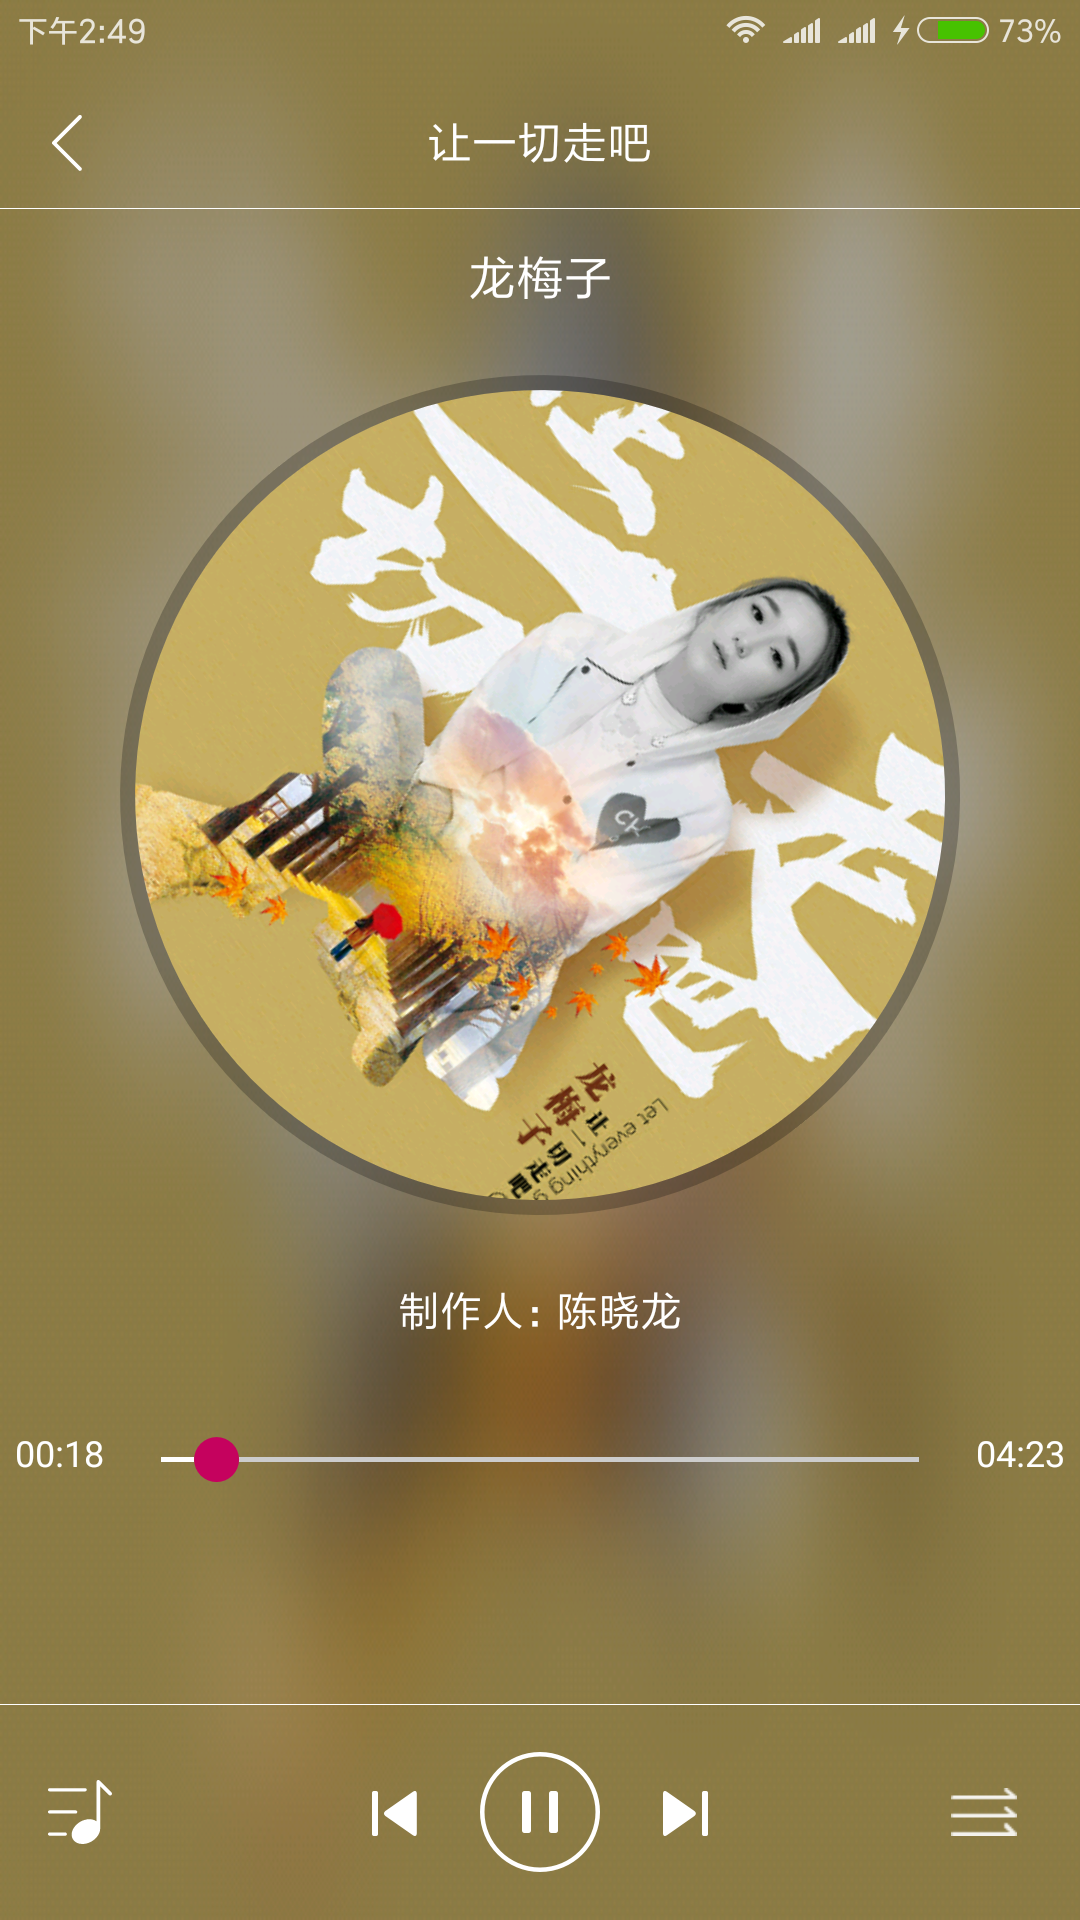 下午2:49
73%
让一切走吧
龙梅子
让
一
切
走
吧
CK
龙梅子
让一切走吧
Let everything g
制作人: 陈晓龙
00:18
04:23